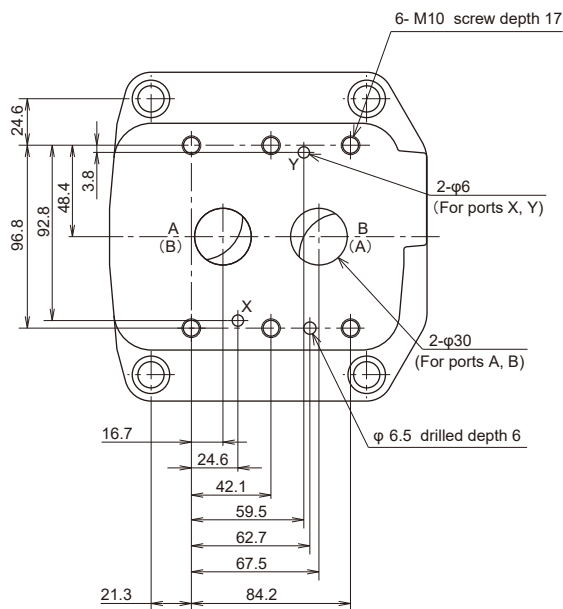 6- M10 screw depth 17
24.6
3.8
48.4
92.8
96.8
Y
2-φ6
(For ports X, Y)
A
(B)
B
(A)
X
2-φ30
(For ports A, B)
φ 6.5 drilled depth 6
16.7
24.6
42.1
59.5
62.7
67.5
21.3
84.2